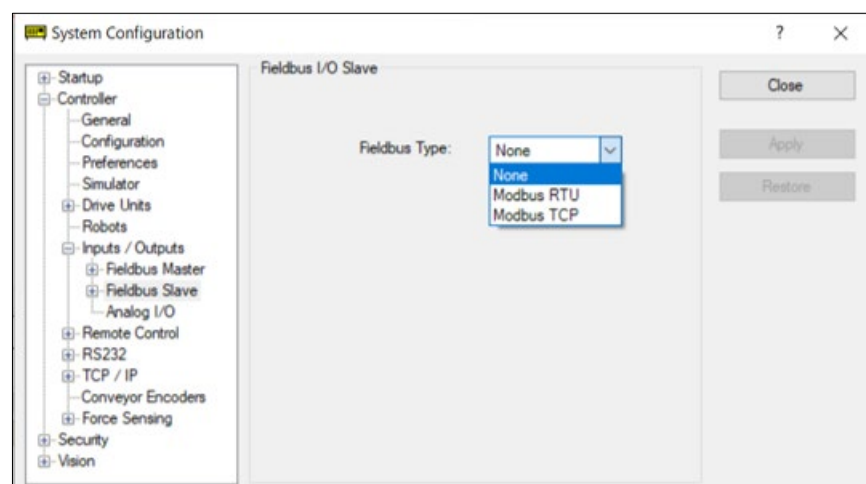 System Configuration
?
Startup
Controller
General
Configuration
Preferences
Simulator
Drive Units
Robots
Inputs / Outputs
Fieldbus Master
Fieldbus Slave
Analog I/O
Remote Control
RS232
TCP / IP
Conveyor Encoders
Force Sensing
Security
Vision
Fieldbus I/O Slave
Fieldbus Type:
None
None
Modbus RTU
Modbus TCP
Close
Apply
Restore